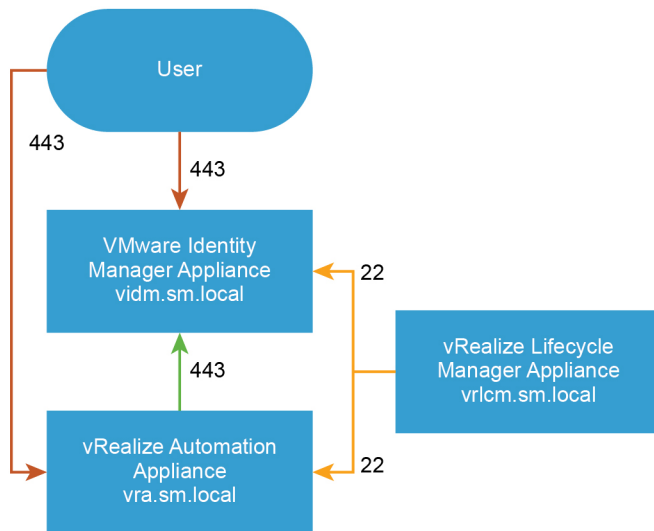 User
443
443
VMware Identity
Manager Appliance
vidm.sm.local
22
vRealize Lifecycle
Manager Appliance
vrlcm.sm.local
443
vRealize Automation
Appliance
vra.sm.local
22